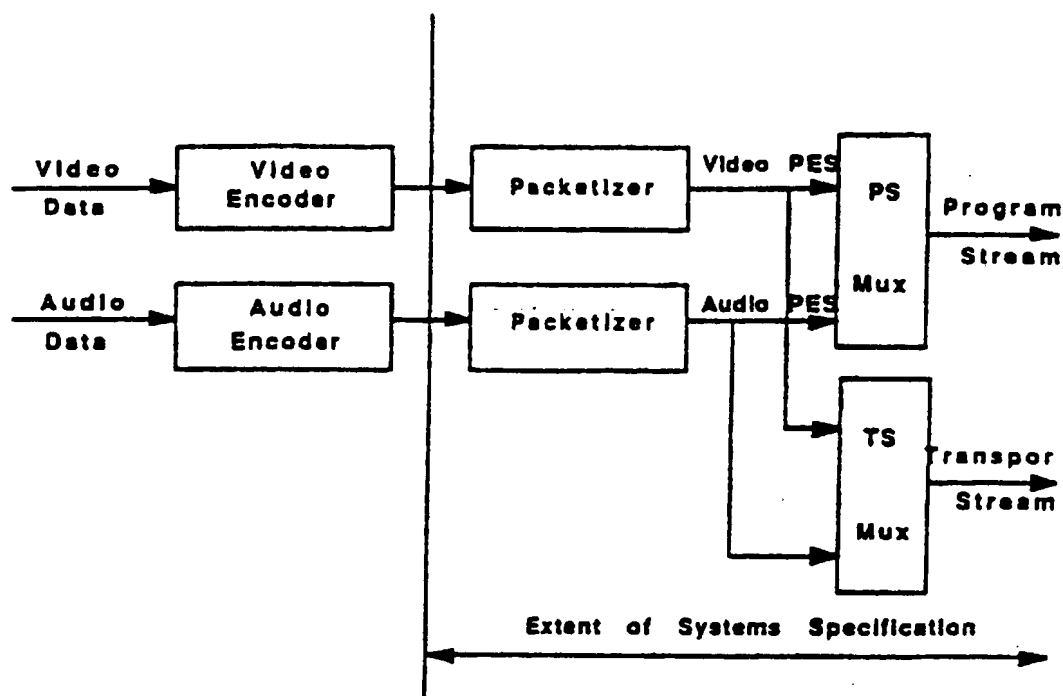 Video
Data
Video
Encoder
Packetizer
Video PES
PS
Mux
Program
Stream
Audio
Data
Audio
Encoder
Packetizer
Audio PES
TS
Mux
Transpor
Stream
Extent of Systems Specification